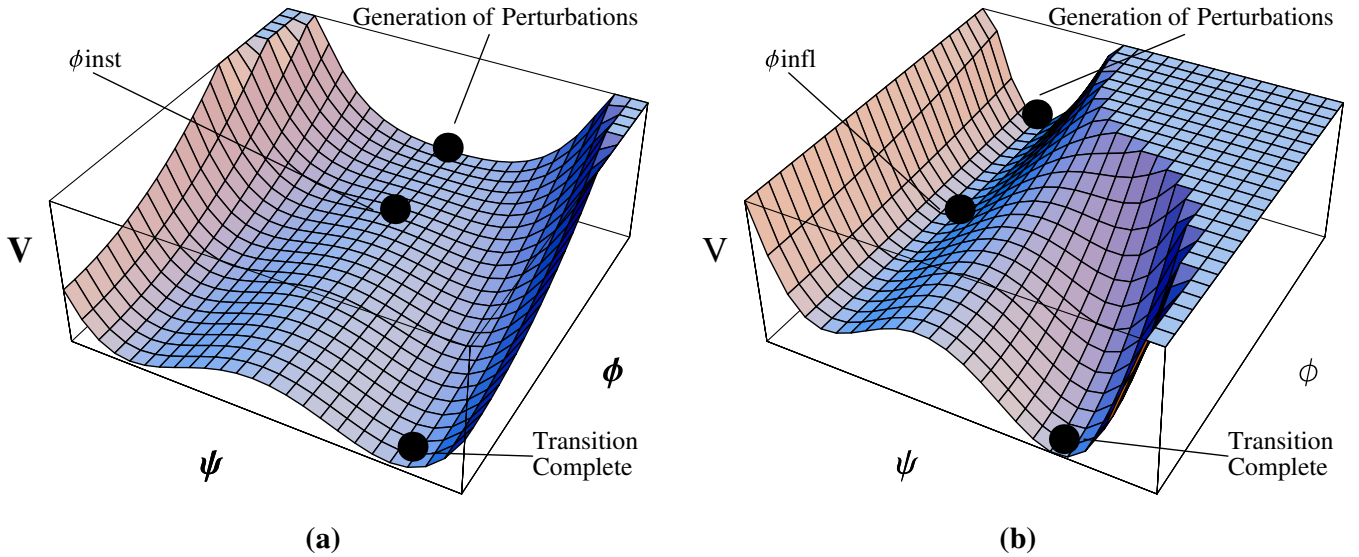 Generation of Perturbations
ϕinst
V
ϕ
ψ
Transition
Complete
(a)
Generation of Perturbations
ϕinfl
V
ϕ
ψ
Transition
Complete
(b)